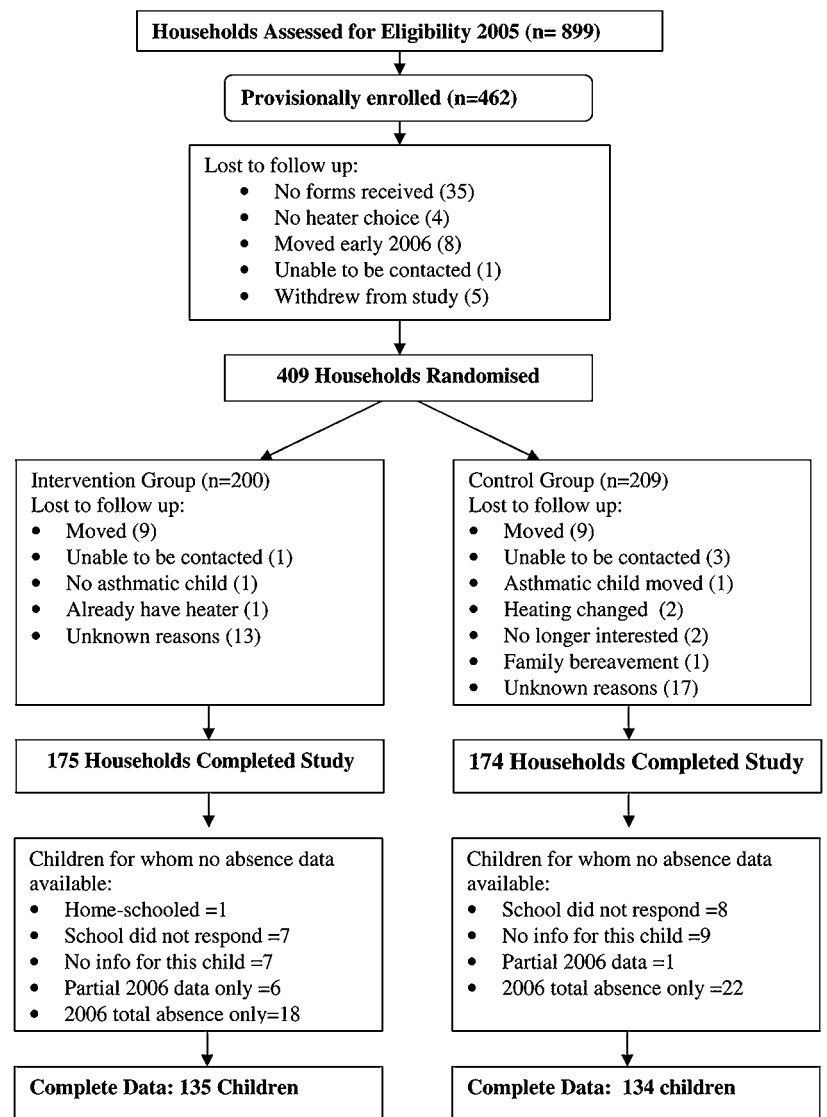 Households Assessed for Eligibility 2005 (n= 899)
Provisionally enrolled (n=462)
Lost to follow up:
• No forms received (35)
• No heater choice (4)
• Moved early 2006 (8)
• Unable to be contacted (1)
• Withdrew from study (5)
409 Households Randomised
Intervention Group (n=200)
Lost to follow up:
• Moved (9)
• Unable to be contacted (1)
• No asthmatic child (1)
• Already have heater (1)
• Unknown reasons (13)
Control Group (n=209)
Lost to follow up:
• Moved (9)
• Unable to be contacted (3)
• Asthmatic child moved (1)
• Heating changed (2)
• No longer interested (2)
• Family bereavement (1)
• Unknown reasons (17)
175 Households Completed Study
174 Households Completed Study
Children for whom no absence data
available:
• Home-schooled =1
• School did not respond =7
• No info for this child =7
• Partial 2006 data only =6
• 2006 total absence only=18
Children for whom no absence data
available:
• School did not respond =8
• No info for this child =9
• Partial 2006 data =1
• 2006 total absence only =22
Complete Data: 135 Children
Complete Data: 134 children